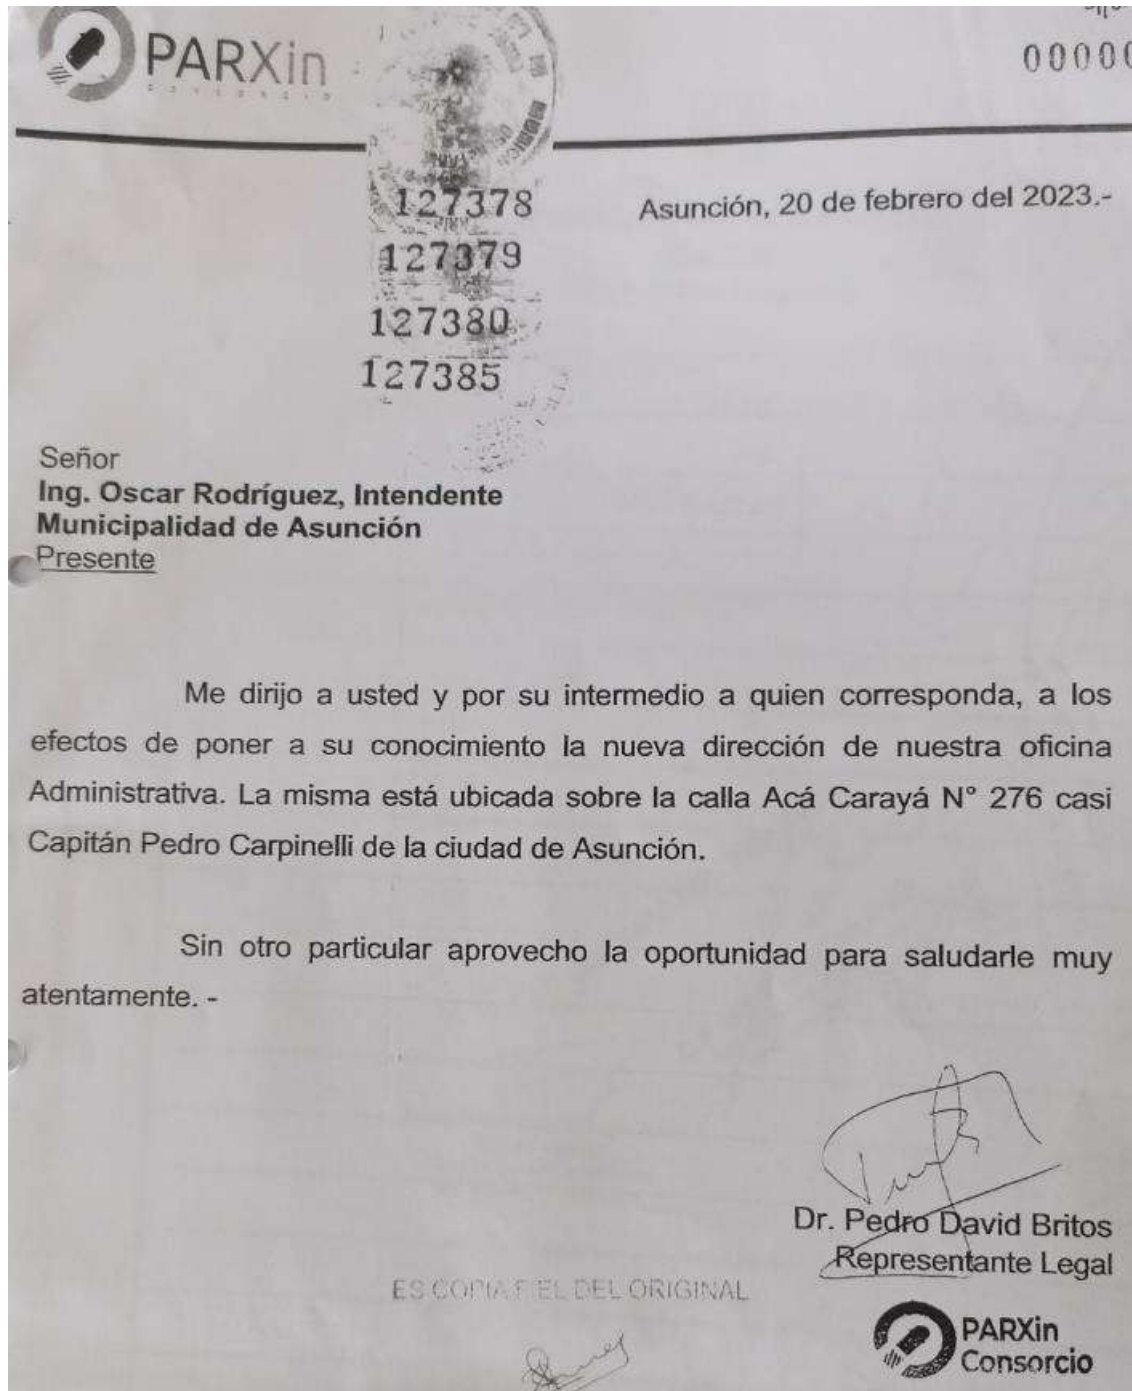 PARXin
CONSORCIO
0000
127378
Asunción, 20 de febrero del 2023.-
127379
127380
127385
Señor
Ing. Oscar Rodríguez, Intendente
Municipalidad de Asunción
Presente
Me dirijo a usted y por su intermedio a quien corresponda, a los
efectos de poner a su conocimiento la nueva dirección de nuestra oficina
Administrativa. La misma está ubicada sobre la calla Acá Carayá N° 276 casi
Capitán Pedro Carpinelli de la ciudad de Asunción.
Sin otro particular aprovecho la oportunidad para saludarle muy
atentamente. -
Dr. Pedro David Britos
Representante Legal
ES COPIA FIEL DEL ORIGINAL
PARXin
Consorcio